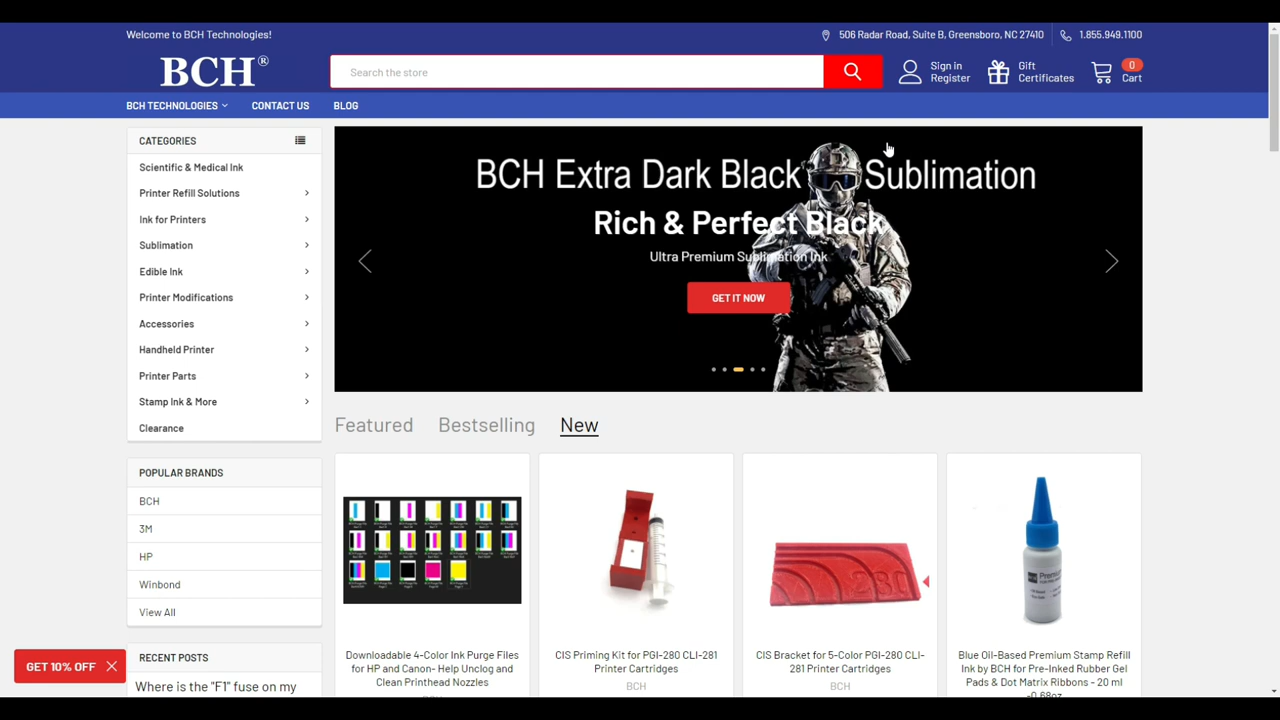 Welcome to BCH Technologies!
506 Radar Road, Suite B, Greensboro, NC 27410
1.855.949.1100
BCH®
Search the store
Sign in
Register
Gift
Certificates
0
Cart
BCH TECHNOLOGIES
CONTACT US
BLOG
CATEGORIES
Scientific & Medical Ink
Printer Refill Solutions
Ink for Printers
Sublimation
Edible Ink
Printer Modifications
Accessories
Handheld Printer
Printer Parts
Stamp Ink & More
Clearance
POPULAR BRANDS
BCH
3M
HP
Winbond
View All
RECENT POSTS
Where is the "F1" fuse on my
GET 10% OFF
BCH Extra Dark Black Sublimation
Rich & Perfect Black
Ultra Premium Sublimation Ink
GET IT NOW
Featured
Bestselling
New
Downloadable 4-Color Ink Purge Files
for HP and Canon- Help Unclog and
Clean Printhead Nozzles
CIS Priming Kit for PGI-280 CLI-281
Printer Cartridges
BCH
CIS Bracket for 5-Color PGI-280 CLI-
281 Printer Cartridges
BCH
Blue Oil-Based Premium Stamp Refill
Ink by BCH for Pre-Inked Rubber Gel
Pads & Dot Matrix Ribbons - 20 ml
-0.68oz